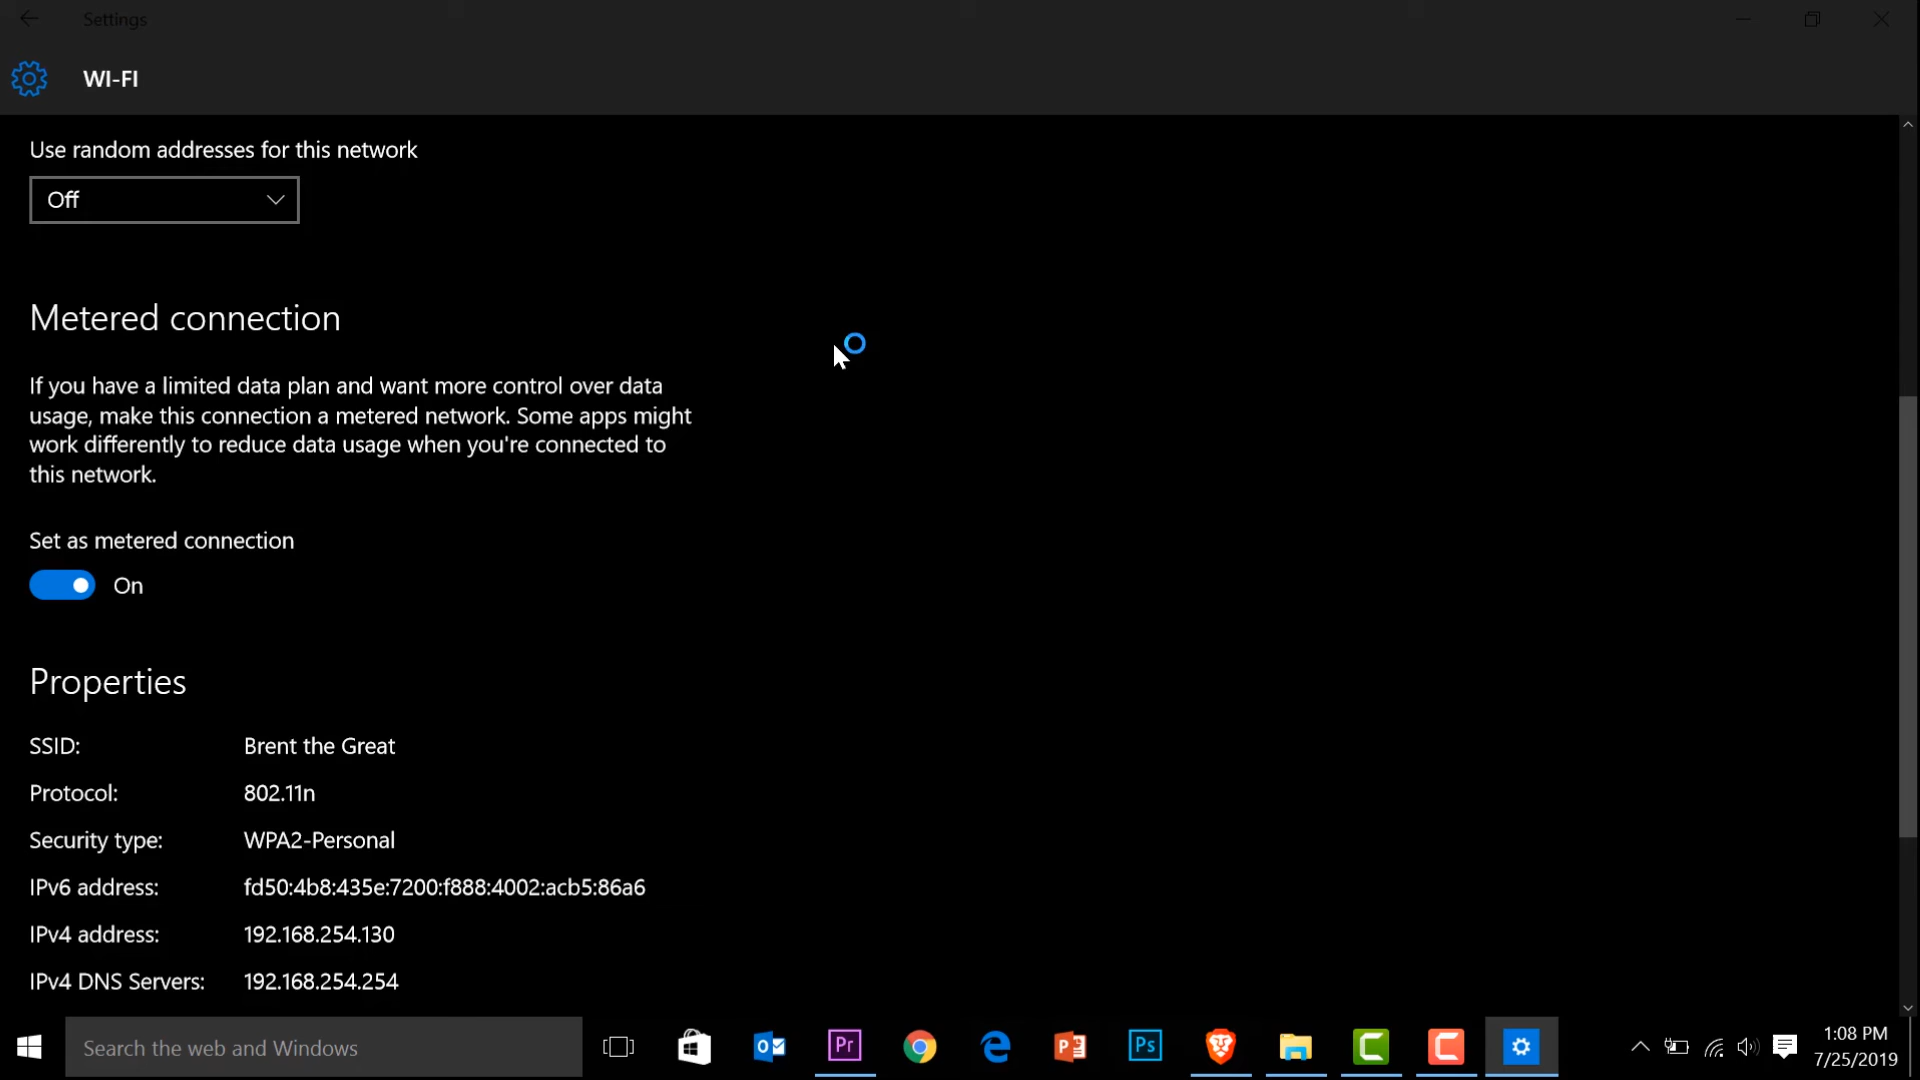 Settings
WI-FI
Use random addresses for this network
Off
Metered connection
If you have a limited data plan and want more control over data
usage, make this connection a metered network. Some apps might
work differently to reduce data usage when you're connected to
this network.
Set as metered connection
On
Properties
SSID: Brent the Great
Protocol: 802.11n
Security type: WPA2-Personal
IPv6 address: fd50:4b8:435e:7200:f888:4002:acb5:86a6
IPv4 address: 192.168.254.130
IPv4 DNS Servers: 192.168.254.254
Search the web and Windows
Pr
Ps
1:08 PM
7/25/2019